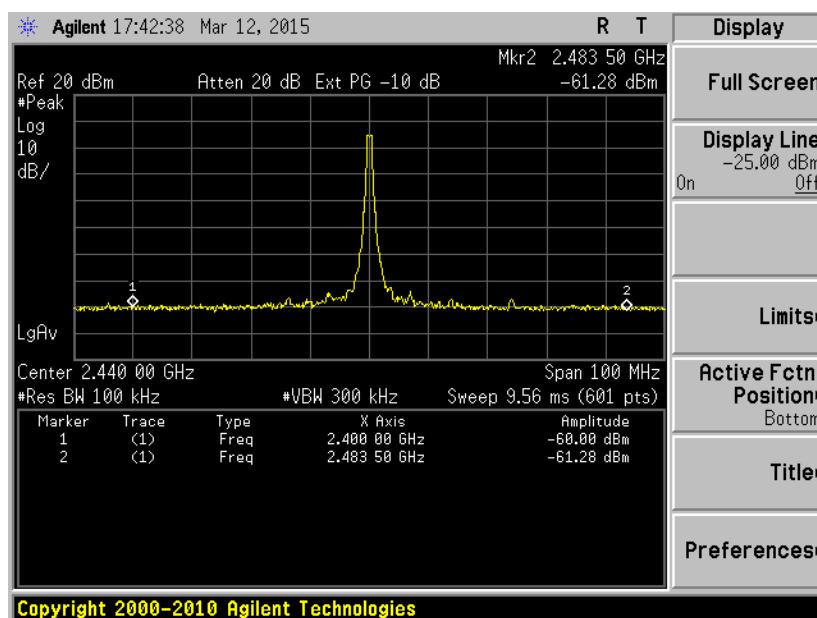 Agilent 17:42:38 Mar 12, 2015 R T
Mkr2 2.483 50 GHz
Ref 20 dBm Atten 20 dB Ext PG -10 dB -61.28 dBm
#Peak
Log
10
dB/
1
2
LgAv
Center 2.440 00 GHz Span 100 MHz
#Res BW 100 kHz #VBW 300 kHz Sweep 9.56 ms (601 pts)
Marker Trace Type X Axis Amplitude
1 (1) Freq 2.400 00 GHz -60.00 dBm
2 (1) Freq 2.483 50 GHz -61.28 dBm
Display
Full Screen
Display Line
-25.00 dBm
On Off
Limits
Active Fctn
Position
Bottom
Title
Preferences
Copyright 2000-2010 Agilent Technologies